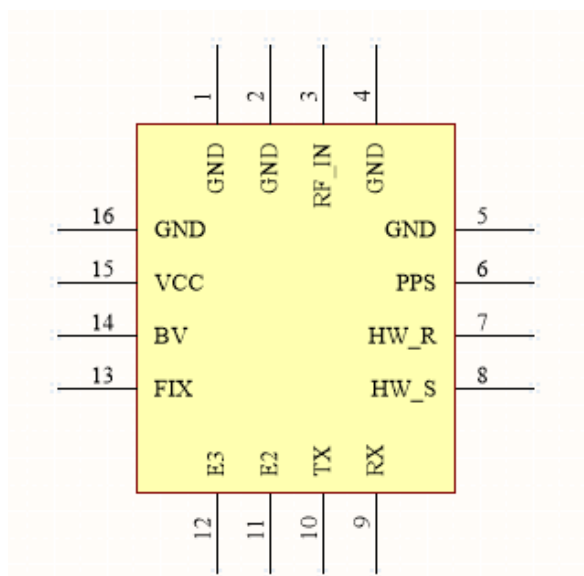 1 2 3 4
GND GND RF_IN GND
16 GND GND 5
15 VCC PPS 6
14 BV HW_R 7
13 FIX HW_S 8
E3 E2 TX RX
12 11 10 9